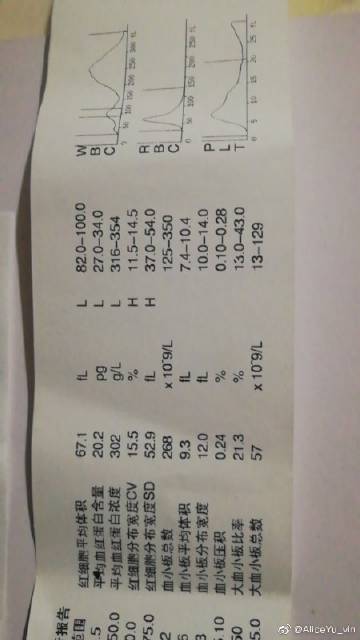 报告
范围 红细胞平均体积 67.1 fL L 82.0-100.0
.5 平均血红蛋白含量 20.2 pg L 27.0-34.0
50.0 平均血红蛋白浓度 302 g/L L 316-354
0.0 红细胞分布宽度CV 15.5 % H 11.5-14.5
75.0 红细胞分布宽度SD 52.9 fL H 37.0-54.0
2 血小板总数 268 x 10^9/L 125-350
血小板平均体积 9.3 fL 7.4-10.4
血小板分布宽度 12.0 fL 10.0-14.0
.10 血小板压积 0.24 % 0.10-0.28
大血小板比率 21.3 % 13.0-43.0
5.0 大血小板总数 57 x 10^9/L 13-129
WBC
0 50 100 150 200 250 300 fL
RBC
50 100 150 200 250 fL
PLT
0 5 10 15 20 25 fL
@AliceYu_vin